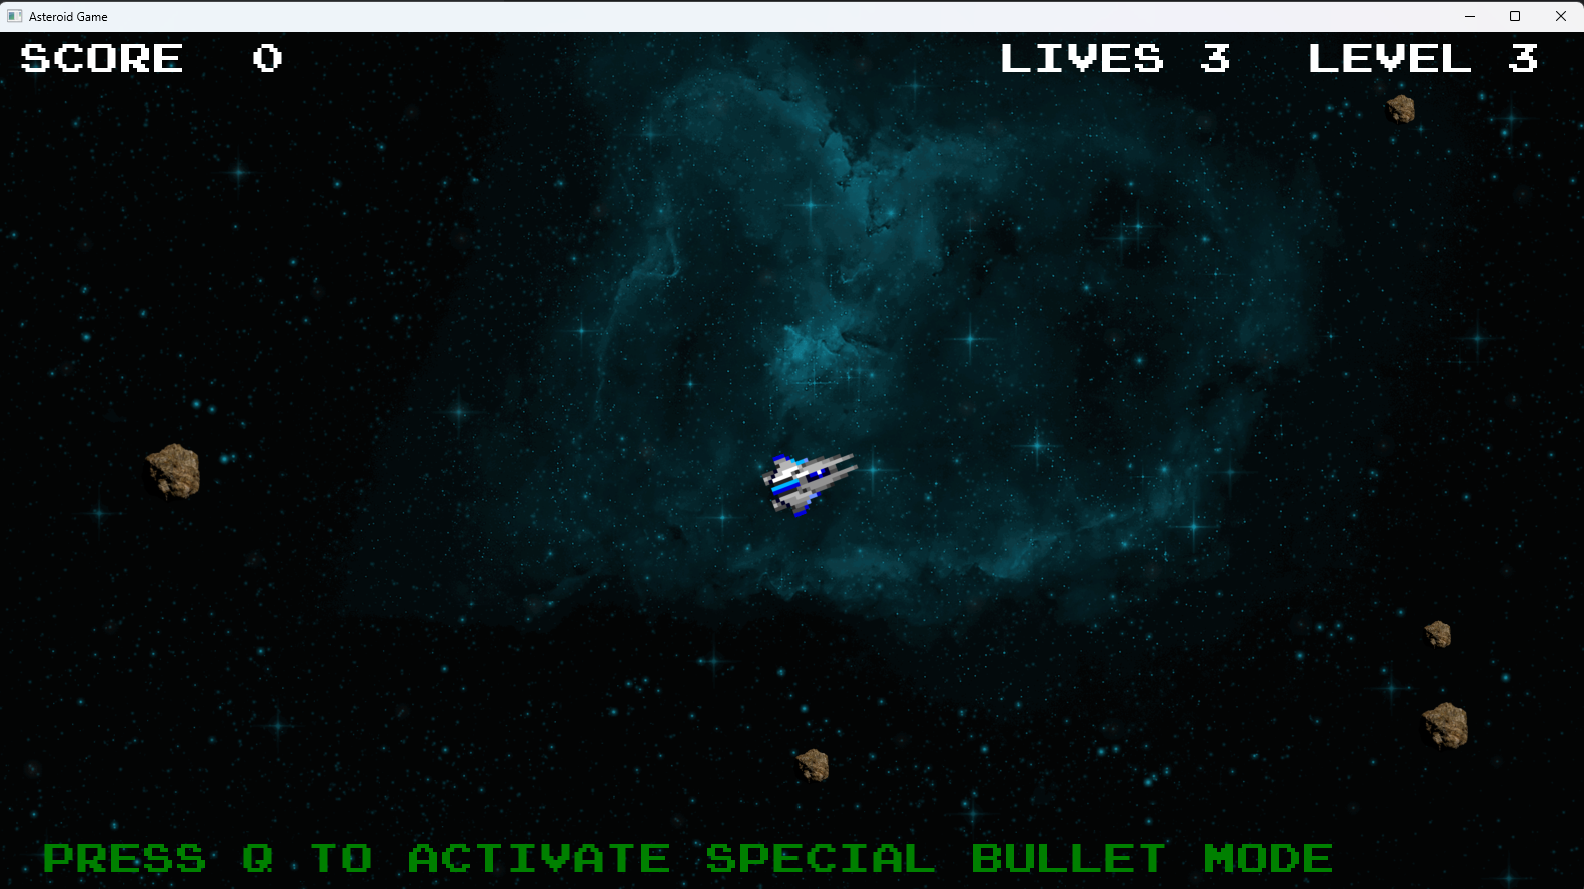 Asteroid Game
SCORE 0 LIVES 3 LEVEL 3
PRESS Q TO ACTIVATE SPECIAL BULLET MODE